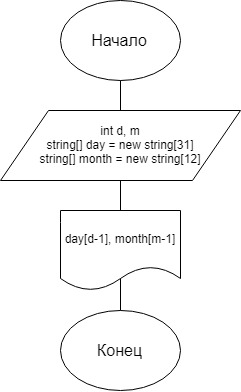 Начало
int d, m
string[] day = new string[31]
string[] month = new string[12]
day[d-1], month[m-1]
Конец